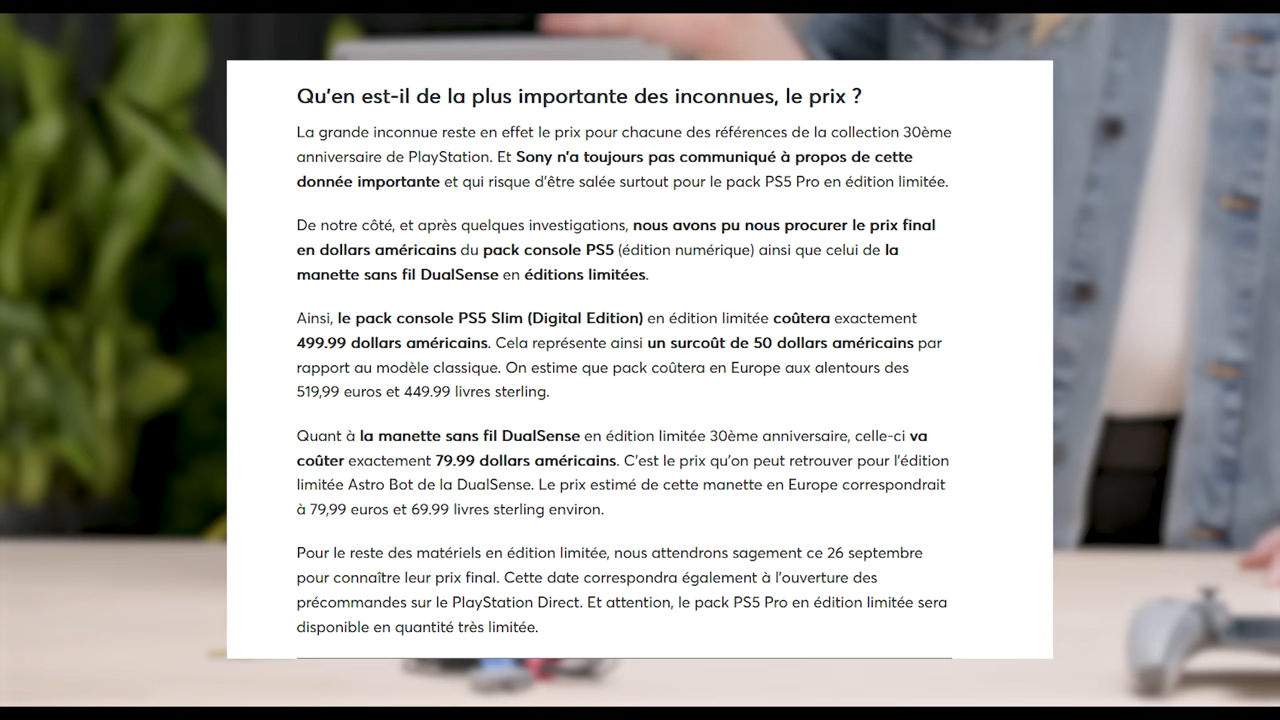 Qu'en est-il de la plus importante des inconnues, le prix ?
La grande inconnue reste en effet le prix pour chacune des références de la collection 30ème
anniversaire de PlayStation. Et Sony n'a toujours pas communiqué à propos de cette
donnée importante et qui risque d'être salée surtout pour le pack PS5 Pro en édition limitée.
De notre côté, et après quelques investigations, nous avons pu nous procurer le prix final
en dollars américains du pack console PS5 (édition numérique) ainsi que celui de la
manette sans fil DualSense en éditions limitées.
Ainsi, le pack console PS5 Slim (Digital Edition) en édition limitée coûtera exactement
499.99 dollars américains. Cela représente ainsi un surcoût de 50 dollars américains par
rapport au modèle classique. On estime que pack coûtera en Europe aux alentours des
519,99 euros et 449.99 livres sterling.
Quant à la manette sans fil DualSense en édition limitée 30ème anniversaire, celle-ci va
coûter exactement 79.99 dollars américains. C'est le prix qu'on peut retrouver pour l'édition
limitée Astro Bot de la DualSense. Le prix estimé de cette manette en Europe correspondrait
à 79,99 euros et 69.99 livres sterling environ.
Pour le reste des matériels en édition limitée, nous attendrons sagement ce 26 septembre
pour connaître leur prix final. Cette date correspondra également à l'ouverture des
précommandes sur le PlayStation Direct. Et attention, le pack PS5 Pro en édition limitée sera
disponible en quantité très limitée.